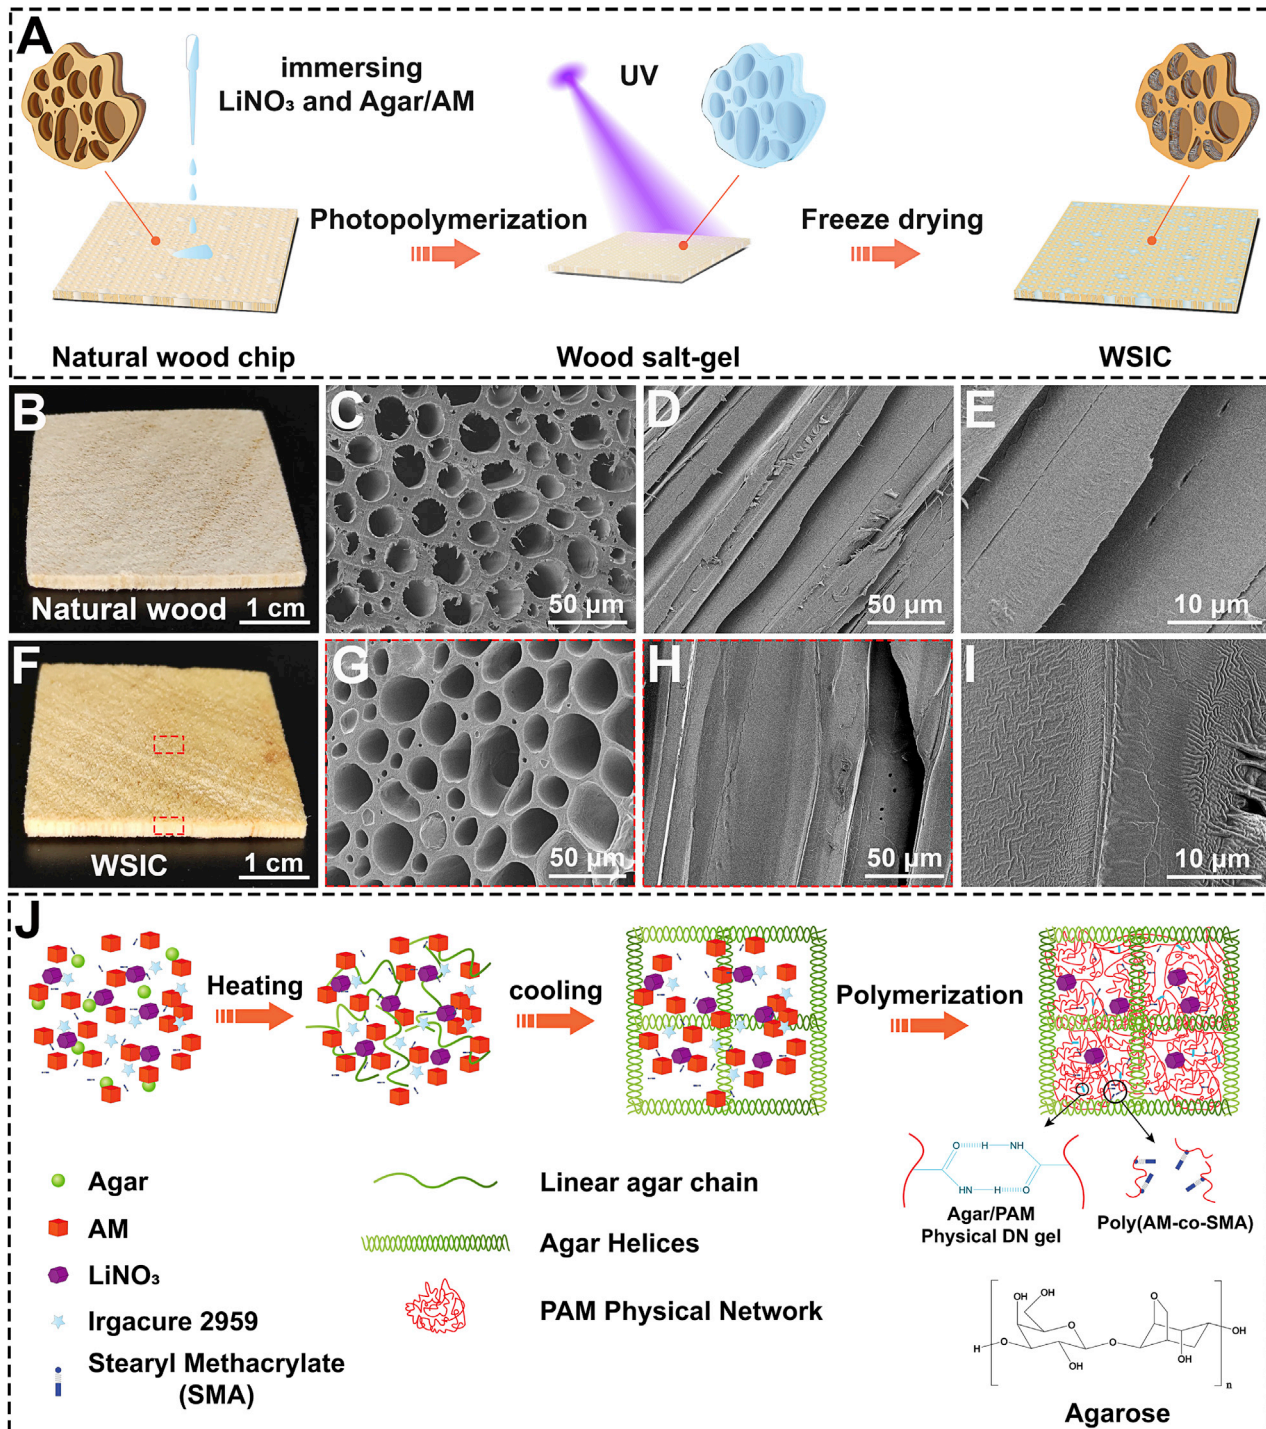 A
immersing
LiNO₃ and Agar/AM
UV
Photopolymerization
Freeze drying
Natural wood chip
Wood salt-gel
WSIC
B
Natural wood
1 cm
C
50 μm
D
50 μm
E
10 μm
F
WSIC
1 cm
G
50 μm
H
50 μm
I
10 μm
J
Heating
cooling
Polymerization
Agar
AM
LiNO₃
Irgacure 2959
Stearyl Methacrylate
(SMA)
Linear agar chain
Agar Helices
PAM Physical Network
O H NH
HN H O
Agar/PAM
Physical DN gel
Poly(AM-co-SMA)
OH
OH
O
O
H
O
O
OH
OH
OH
n
Agarose